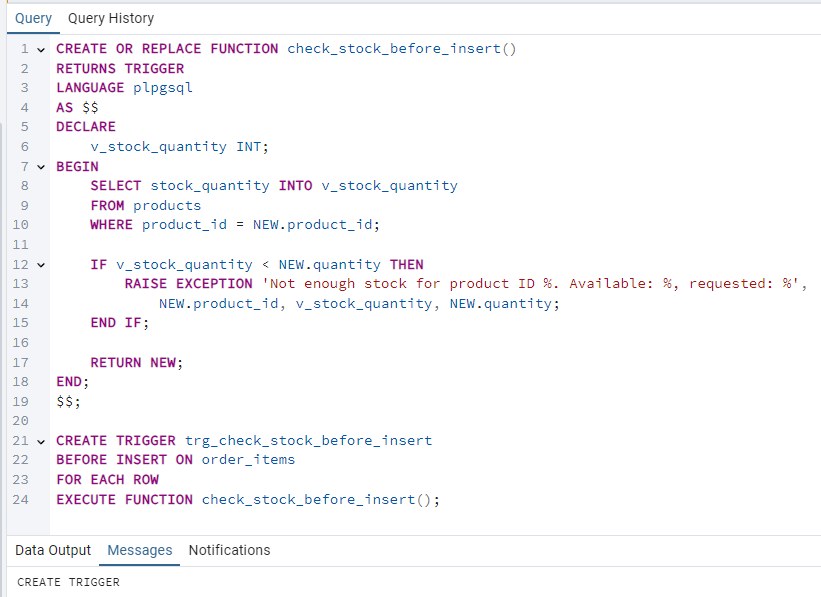 Query Query History
1 CREATE OR REPLACE FUNCTION check_stock_before_insert()
2 RETURNS TRIGGER
3 LANGUAGE plpgsql
4 AS $$
5 DECLARE
6 v_stock_quantity INT;
7 BEGIN
8 SELECT stock_quantity INTO v_stock_quantity
9 FROM products
10 WHERE product_id = NEW.product_id;
11
12 IF v_stock_quantity < NEW.quantity THEN
13 RAISE EXCEPTION 'Not enough stock for product ID %. Available: %, requested: %',
14 NEW.product_id, v_stock_quantity, NEW.quantity;
15 END IF;
16
17 RETURN NEW;
18 END;
19 $$;
20
21 CREATE TRIGGER trg_check_stock_before_insert
22 BEFORE INSERT ON order_items
23 FOR EACH ROW
24 EXECUTE FUNCTION check_stock_before_insert();
Data Output Messages Notifications
CREATE TRIGGER